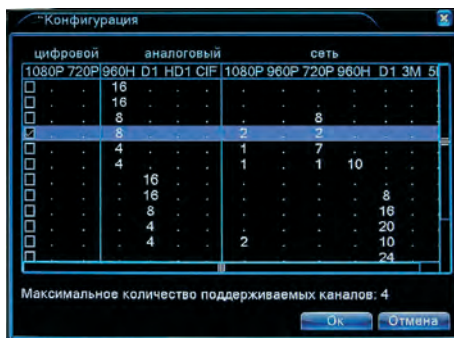 Конфигурация
цифровой аналоговый сеть
1080P 720P 960H D1 HD1 CIF 1080P 960P 720P 960H D1 3M 5
. . 16 . . . . . . . . .
. . 16 . . . . . . . . .
. . 8 . . . . . 8 . . .
. . 8 . . . 2 . 2 . . .
. . 4 . . . 1 . 7 . . .
. . 4 . . . 1 . 1 10 . .
. . . 16 . . . . . . . .
. . . 16 . . . . . . 8 .
. . . 8 . . . . . . 16 .
. . . 4 . . . . . . 20 .
. . . 4 . . 2 . . . 10 .
. . . . . . . . . . 24 .
Максимальное количество поддерживаемых каналов: 4
Ок Отмена